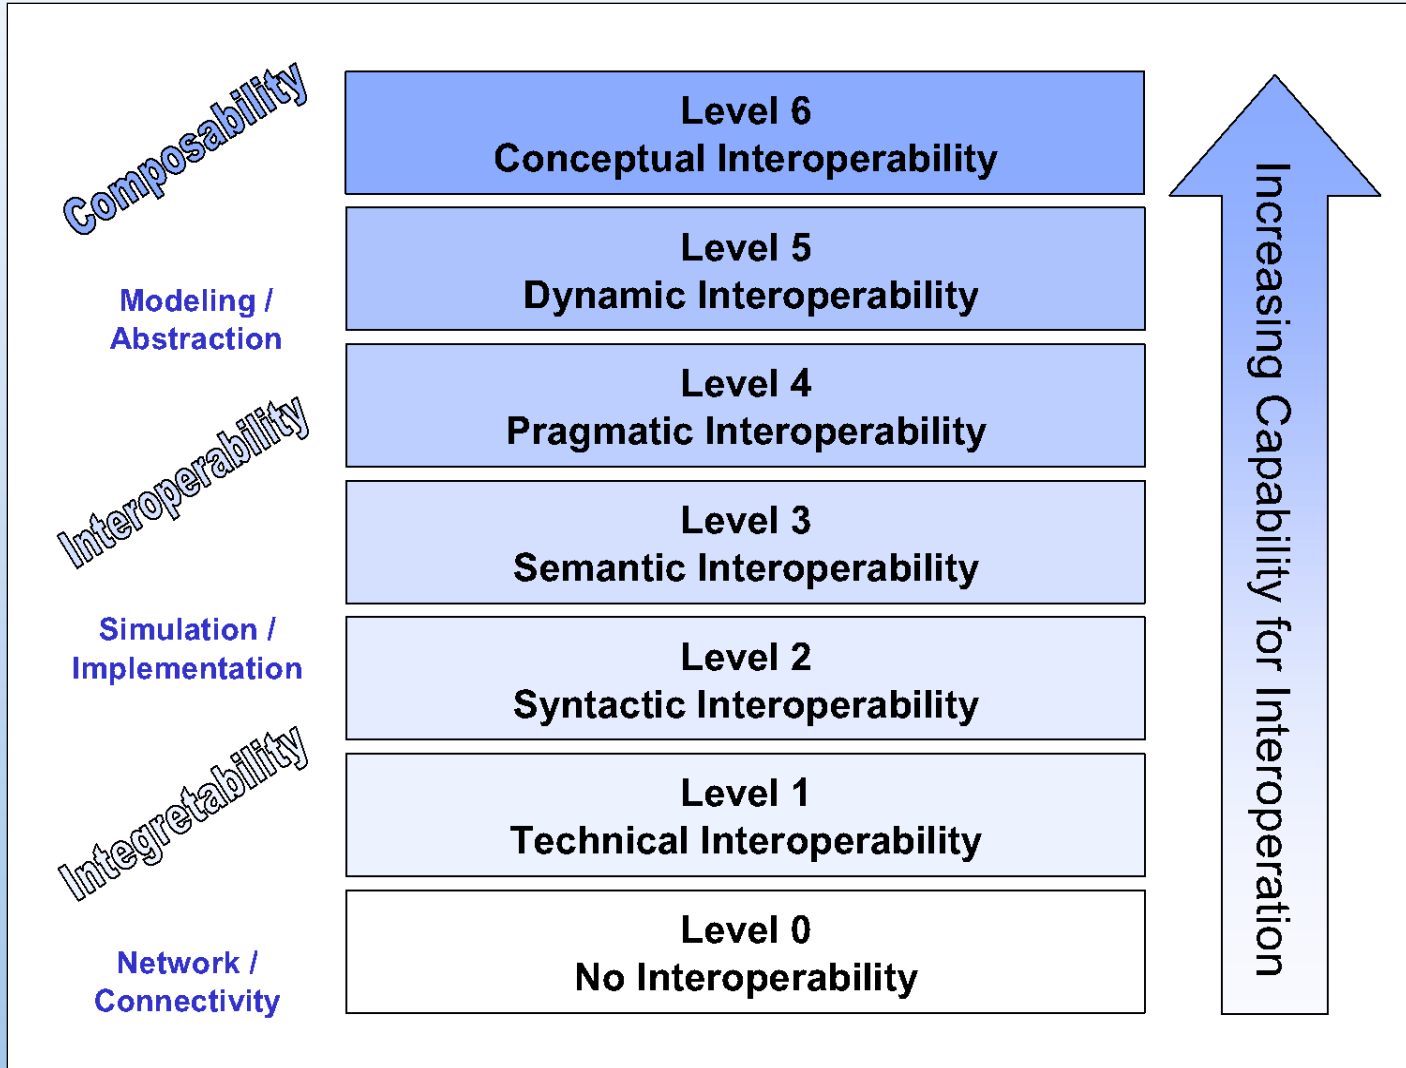 Composability
Modeling /
Abstraction
Interoperability
Simulation /
Implementation
Integretability
Network /
Connectivity
Level 6
Conceptual Interoperability
Level 5
Dynamic Interoperability
Level 4
Pragmatic Interoperability
Level 3
Semantic Interoperability
Level 2
Syntactic Interoperability
Level 1
Technical Interoperability
Level 0
No Interoperability
Increasing Capability for Interoperation